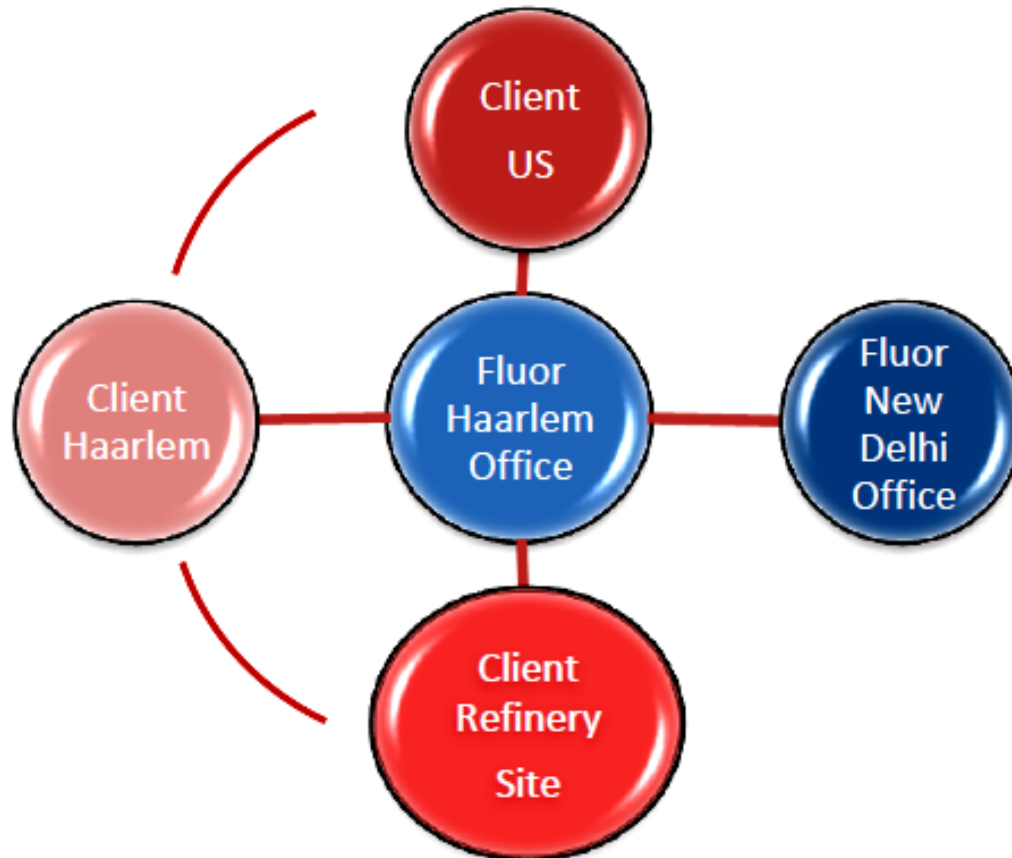 Client
US
Client
Haarlem
Fluor
Haarlem
Office
Fluor
New
Delhi
Office
Client
Refinery
Site